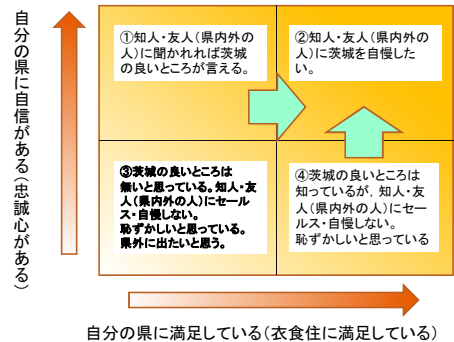 自分の県に自信がある（忠誠心がある）
①知人・友人（県内外の
人）に聞かれれば茨城
の良いところが言える。
②知人・友人（県内外の
人）に茨城を自慢した
い。
③茨城の良いところは
無いと思っている。知人・友
人（県内外の人）にセール
ス・自慢しない。
恥ずかしいと思っている。
県外に出たいと思う。
④茨城の良いところは
知っているが，知人・友
人（県内外の人）にセー
ルス・自慢しない。
恥ずかしいと思っている
自分の県に満足している（衣食住に満足している）